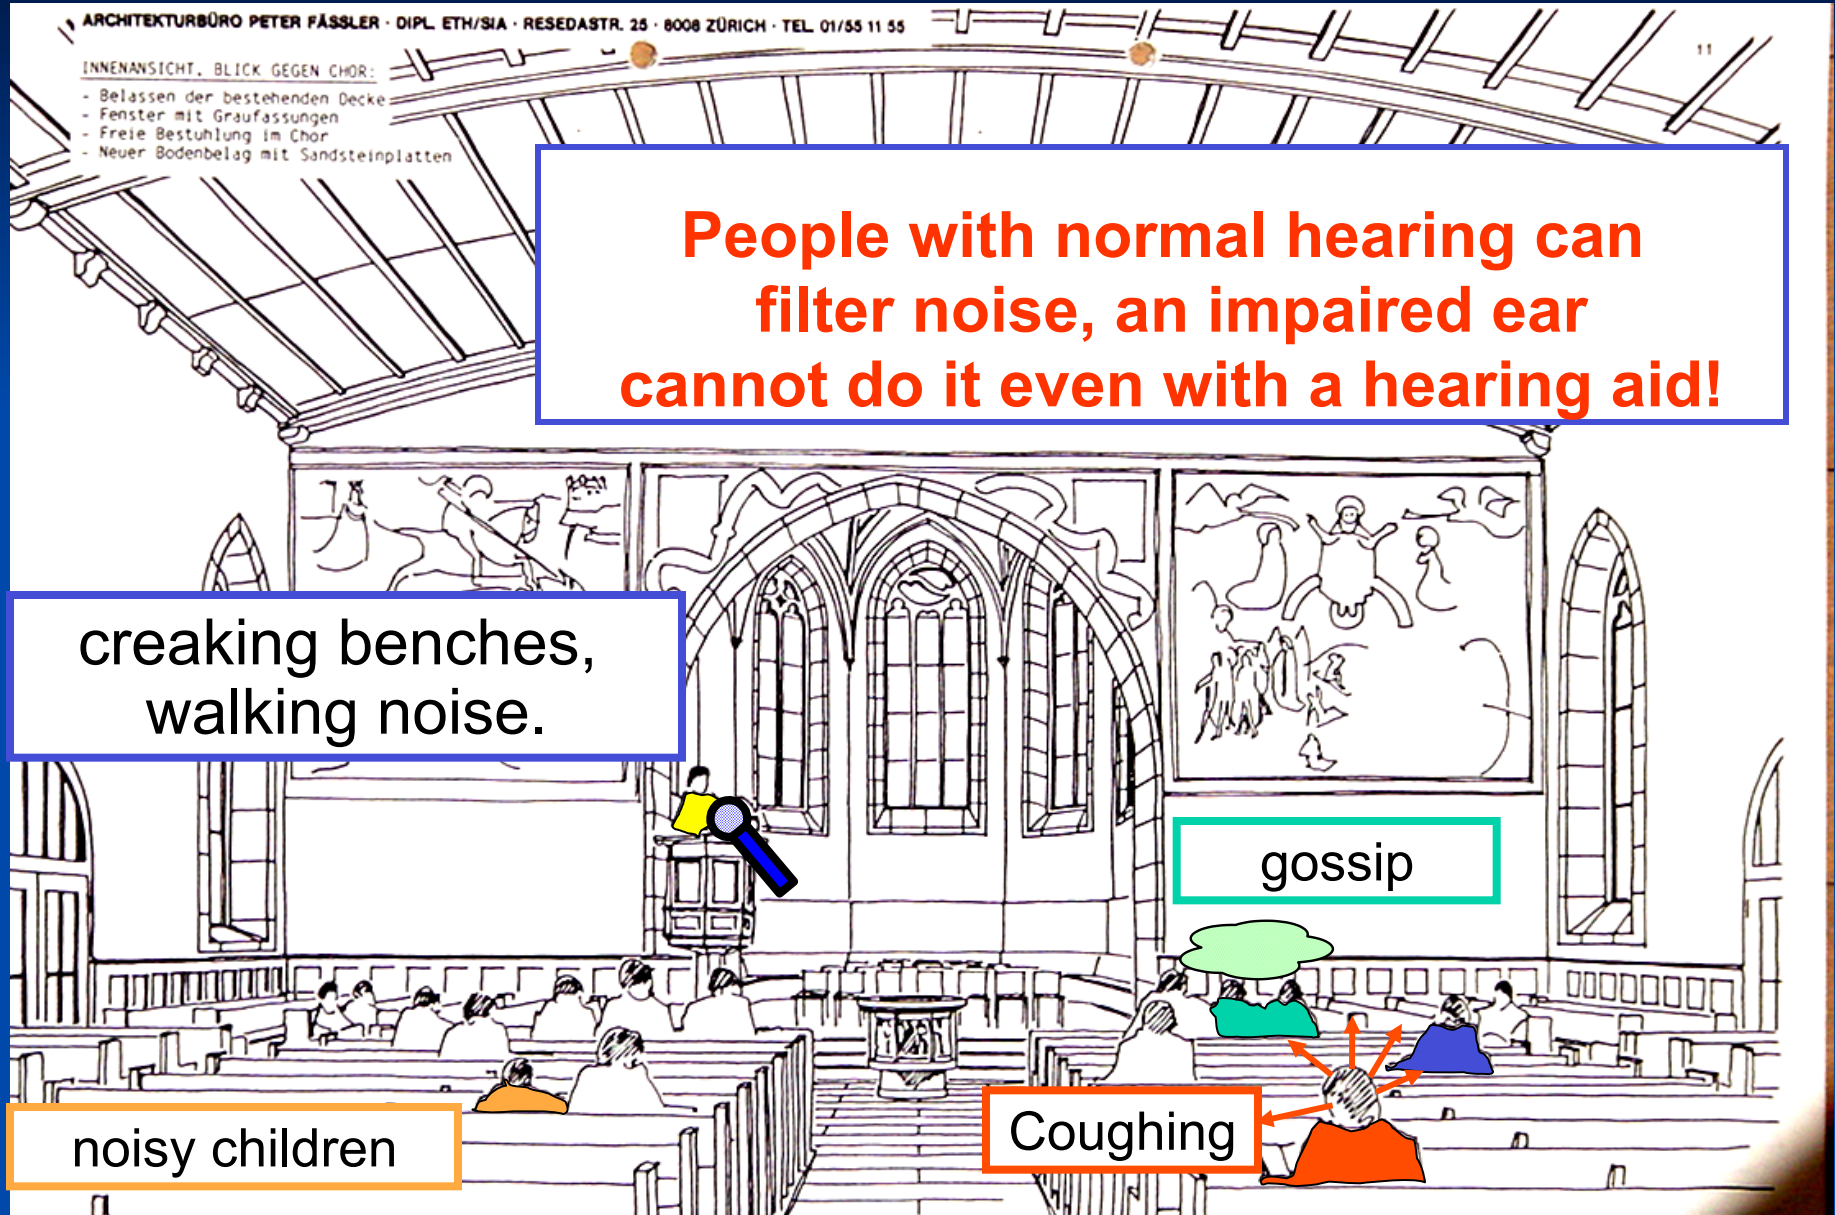 ARCHITEKTURBÜRO PETER FÄSSLER · DIPL. ETH/SIA · RESEDASTR. 25 · 8008 ZÜRICH · TEL. 01/55 11 55
11
INNENANSICHT, BLICK GEGEN CHOR:
- Belassen der bestehenden Decke
- Fenster mit Graufassungen
- Freie Bestuhlung im Chor
- Neuer Bodenbelag mit Sandsteinplatten
People with normal hearing can
filter noise, an impaired ear
cannot do it even with a hearing aid!
creaking benches,
walking noise.
gossip
Coughing
noisy children